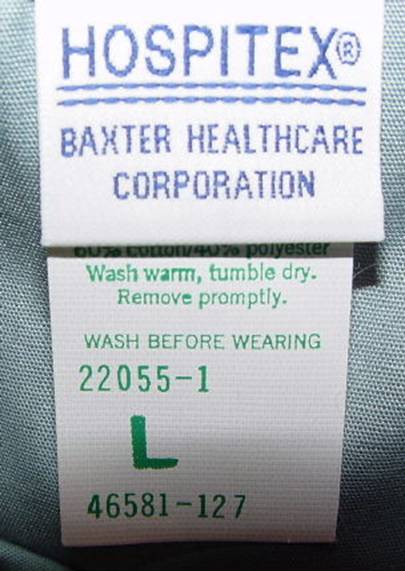 HOSPITEX®
BAXTER HEALTHCARE
CORPORATION
60% cotton/40% polyester
Wash warm, tumble dry.
Remove promptly.
WASH BEFORE WEARING
22055-1
L
46581-127